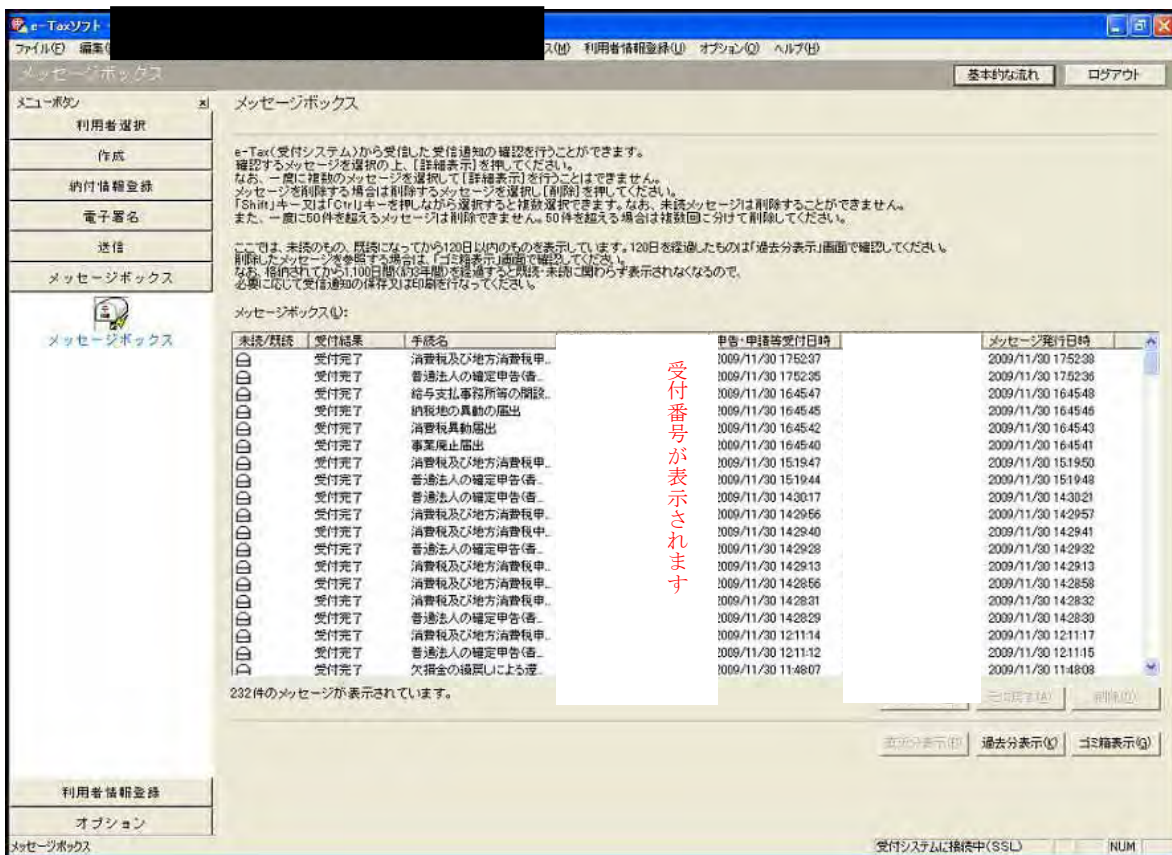 e-Taxソフト -
ファイル(F) 編集(
ス(M) 利用者情報登録(U) オプション(O) ヘルプ(H)
メッセージボックス
基本的な流れ
ログアウト
メニューボタン
利用者選択
作成
納付情報登録
電子署名
送信
メッセージボックス
メッセージボックス
利用者情報登録
オプション
メッセージボックス
e-Tax(受付システム)から受信した受信通知の確認を行うことができます。
確認するメッセージを選択の上、[詳細表示]を押してください。
なお、一度に複数のメッセージを選択して[詳細表示]を行うことはできません。
メッセージを削除する場合は削除するメッセージを選択し[削除]を押してください。
「Shift」キー又は「Ctrl」キーを押しながら選択すると複数選択できます。なお、未読メッセージは削除することができません。
また、一度に50件を超えるメッセージは削除できません。50件を超える場合は複数回に分けて削除してください。
ここでは、未読のもの、既読になってから120日以内のものを表示しています。120日を経過したものは「過去分表示」画面で確認してください。
削除したメッセージを参照する場合は、「ゴミ箱表示」画面で確認してください。
なお、格納されてから1,100日間(約3年間)を経過すると既読・未読に関わらず表示されなくなるので、
必要に応じて受信通知の保存又は印刷を行なってください。
メッセージボックス(L):
未読/既読 受付結果 手続名 申告・申請等受付日時 メッセージ発行日時
受付完了 消費税及び地方消費税申... 2009/11/30 17:52:37 2009/11/30 17:52:38
受付完了 普通法人の確定申告(青... 2009/11/30 17:52:35 2009/11/30 17:52:36
受付完了 給与支払事務所等の開設... 2009/11/30 16:45:47 2009/11/30 16:45:48
受付完了 納税地の異動の届出 2009/11/30 16:45:45 2009/11/30 16:45:46
受付完了 消費税異動届出 2009/11/30 16:45:42 2009/11/30 16:45:43
受付完了 事業廃止届出 2009/11/30 16:45:40 2009/11/30 16:45:41
受付完了 消費税及び地方消費税申... 2009/11/30 15:19:47 2009/11/30 15:19:50
受付完了 普通法人の確定申告(青... 2009/11/30 15:19:44 2009/11/30 15:19:48
受付完了 普通法人の確定申告(青... 2009/11/30 14:30:17 2009/11/30 14:30:21
受付完了 消費税及び地方消費税申... 2009/11/30 14:29:56 2009/11/30 14:29:57
受付完了 消費税及び地方消費税中... 2009/11/30 14:29:40 2009/11/30 14:29:41
受付完了 普通法人の確定申告(青... 2009/11/30 14:29:28 2009/11/30 14:29:32
受付完了 消費税及び地方消費税申... 2009/11/30 14:29:13 2009/11/30 14:29:13
受付完了 消費税及び地方消費税申... 2009/11/30 14:28:56 2009/11/30 14:28:58
受付完了 消費税及び地方消費税申... 2009/11/30 14:28:31 2009/11/30 14:28:32
受付完了 普通法人の確定申告(青... 2009/11/30 14:28:29 2009/11/30 14:28:30
受付完了 消費税及び地方消費税申... 2009/11/30 12:11:14 2009/11/30 12:11:17
受付完了 普通法人の確定申告(青... 2009/11/30 12:11:12 2009/11/30 12:11:15
受付完了 欠損金の繰戻しによる還... 2009/11/30 11:48:07 2009/11/30 11:48:08
受付番号が表示されます
232件のメッセージが表示されています。
元に戻す(A)
削除(D)
過去分表示(K)
ゴミ箱表示(G)
受付システムに接続中(SSL)
NUM